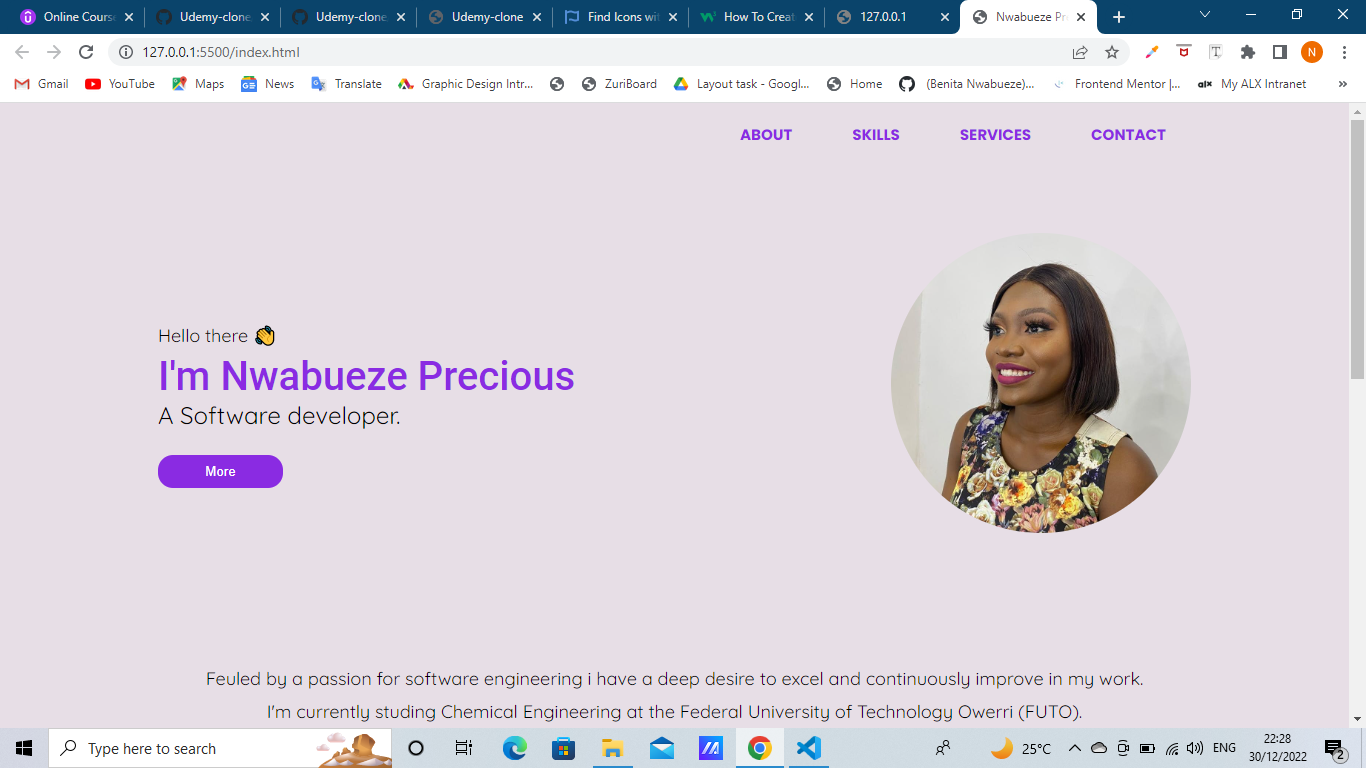 Online Cours
Udemy-clone
Udemy-clone
Udemy-clone
Find Icons wi
How To Creat
127.0.0.1
Nwabueze Pr
127.0.0.1:5500/index.html
N
Gmail
YouTube
Maps
News
Translate
Graphic Design Intr...
ZuriBoard
Layout task - Googl...
Home
(Benita Nwabueze)...
Frontend Mentor |...
alx
My ALX Intranet
»
ABOUT
SKILLS
SERVICES
CONTACT
Hello there 👏
I'm Nwabueze Precious
A Software developer.
More
Feuled by a passion for software engineering i have a deep desire to excel and continuously improve in my work.
I'm currently studing Chemical Engineering at the Federal University of Technology Owerri (FUTO).
Type here to search
25°C
ENG
22:28
30/12/2022
2